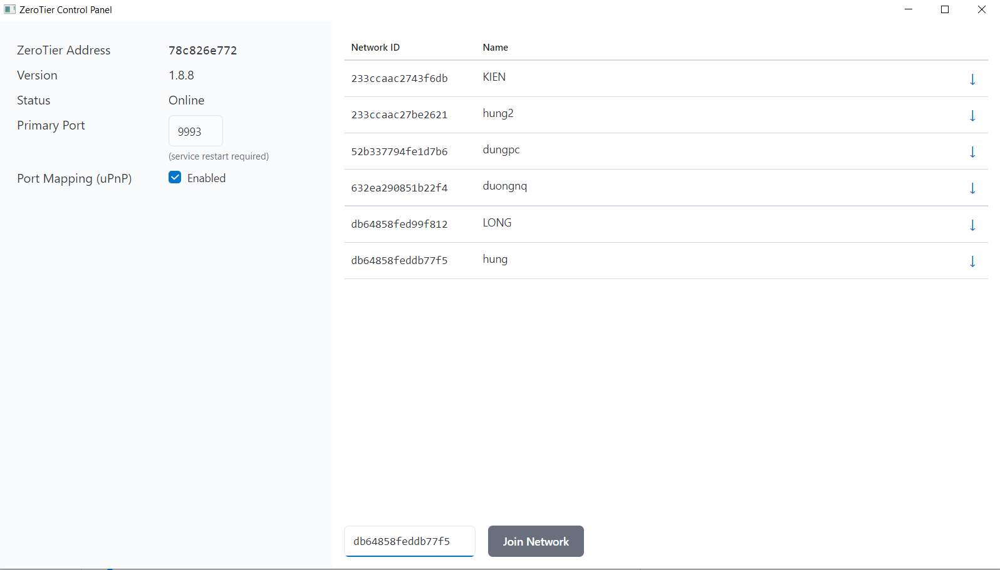 ZeroTier Control Panel
ZeroTier Address 78c826e772
Version 1.8.8
Status Online
Primary Port 9993
(service restart required)
Port Mapping (uPnP) Enabled
Network ID Name
233ccaac2743f6db KIEN
233ccaac27be2621 hung2
52b337794fe1d7b6 dungpc
632ea290851b22f4 duongnq
db64858fed99f812 LONG
db64858feddb77f5 hung
db64858feddb77f5 Join Network